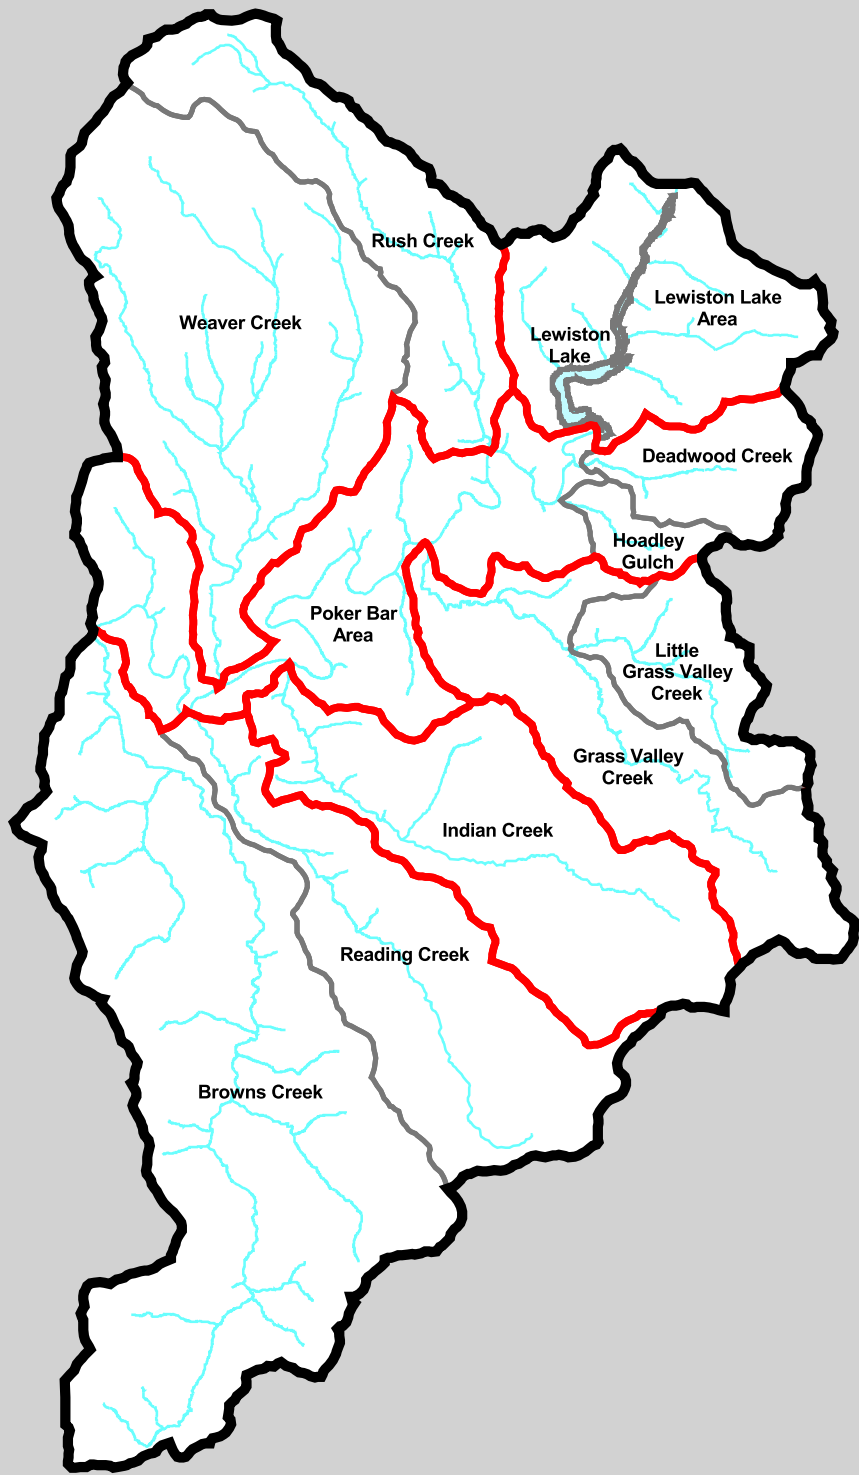 Rush Creek
Lewiston Lake
Area
Weaver Creek
Lewiston
Lake
Deadwood Creek
Hoadley
Gulch
Poker Bar
Area
Little
Grass Valley
Creek
Grass Valley
Creek
Indian Creek
Reading Creek
Browns Creek